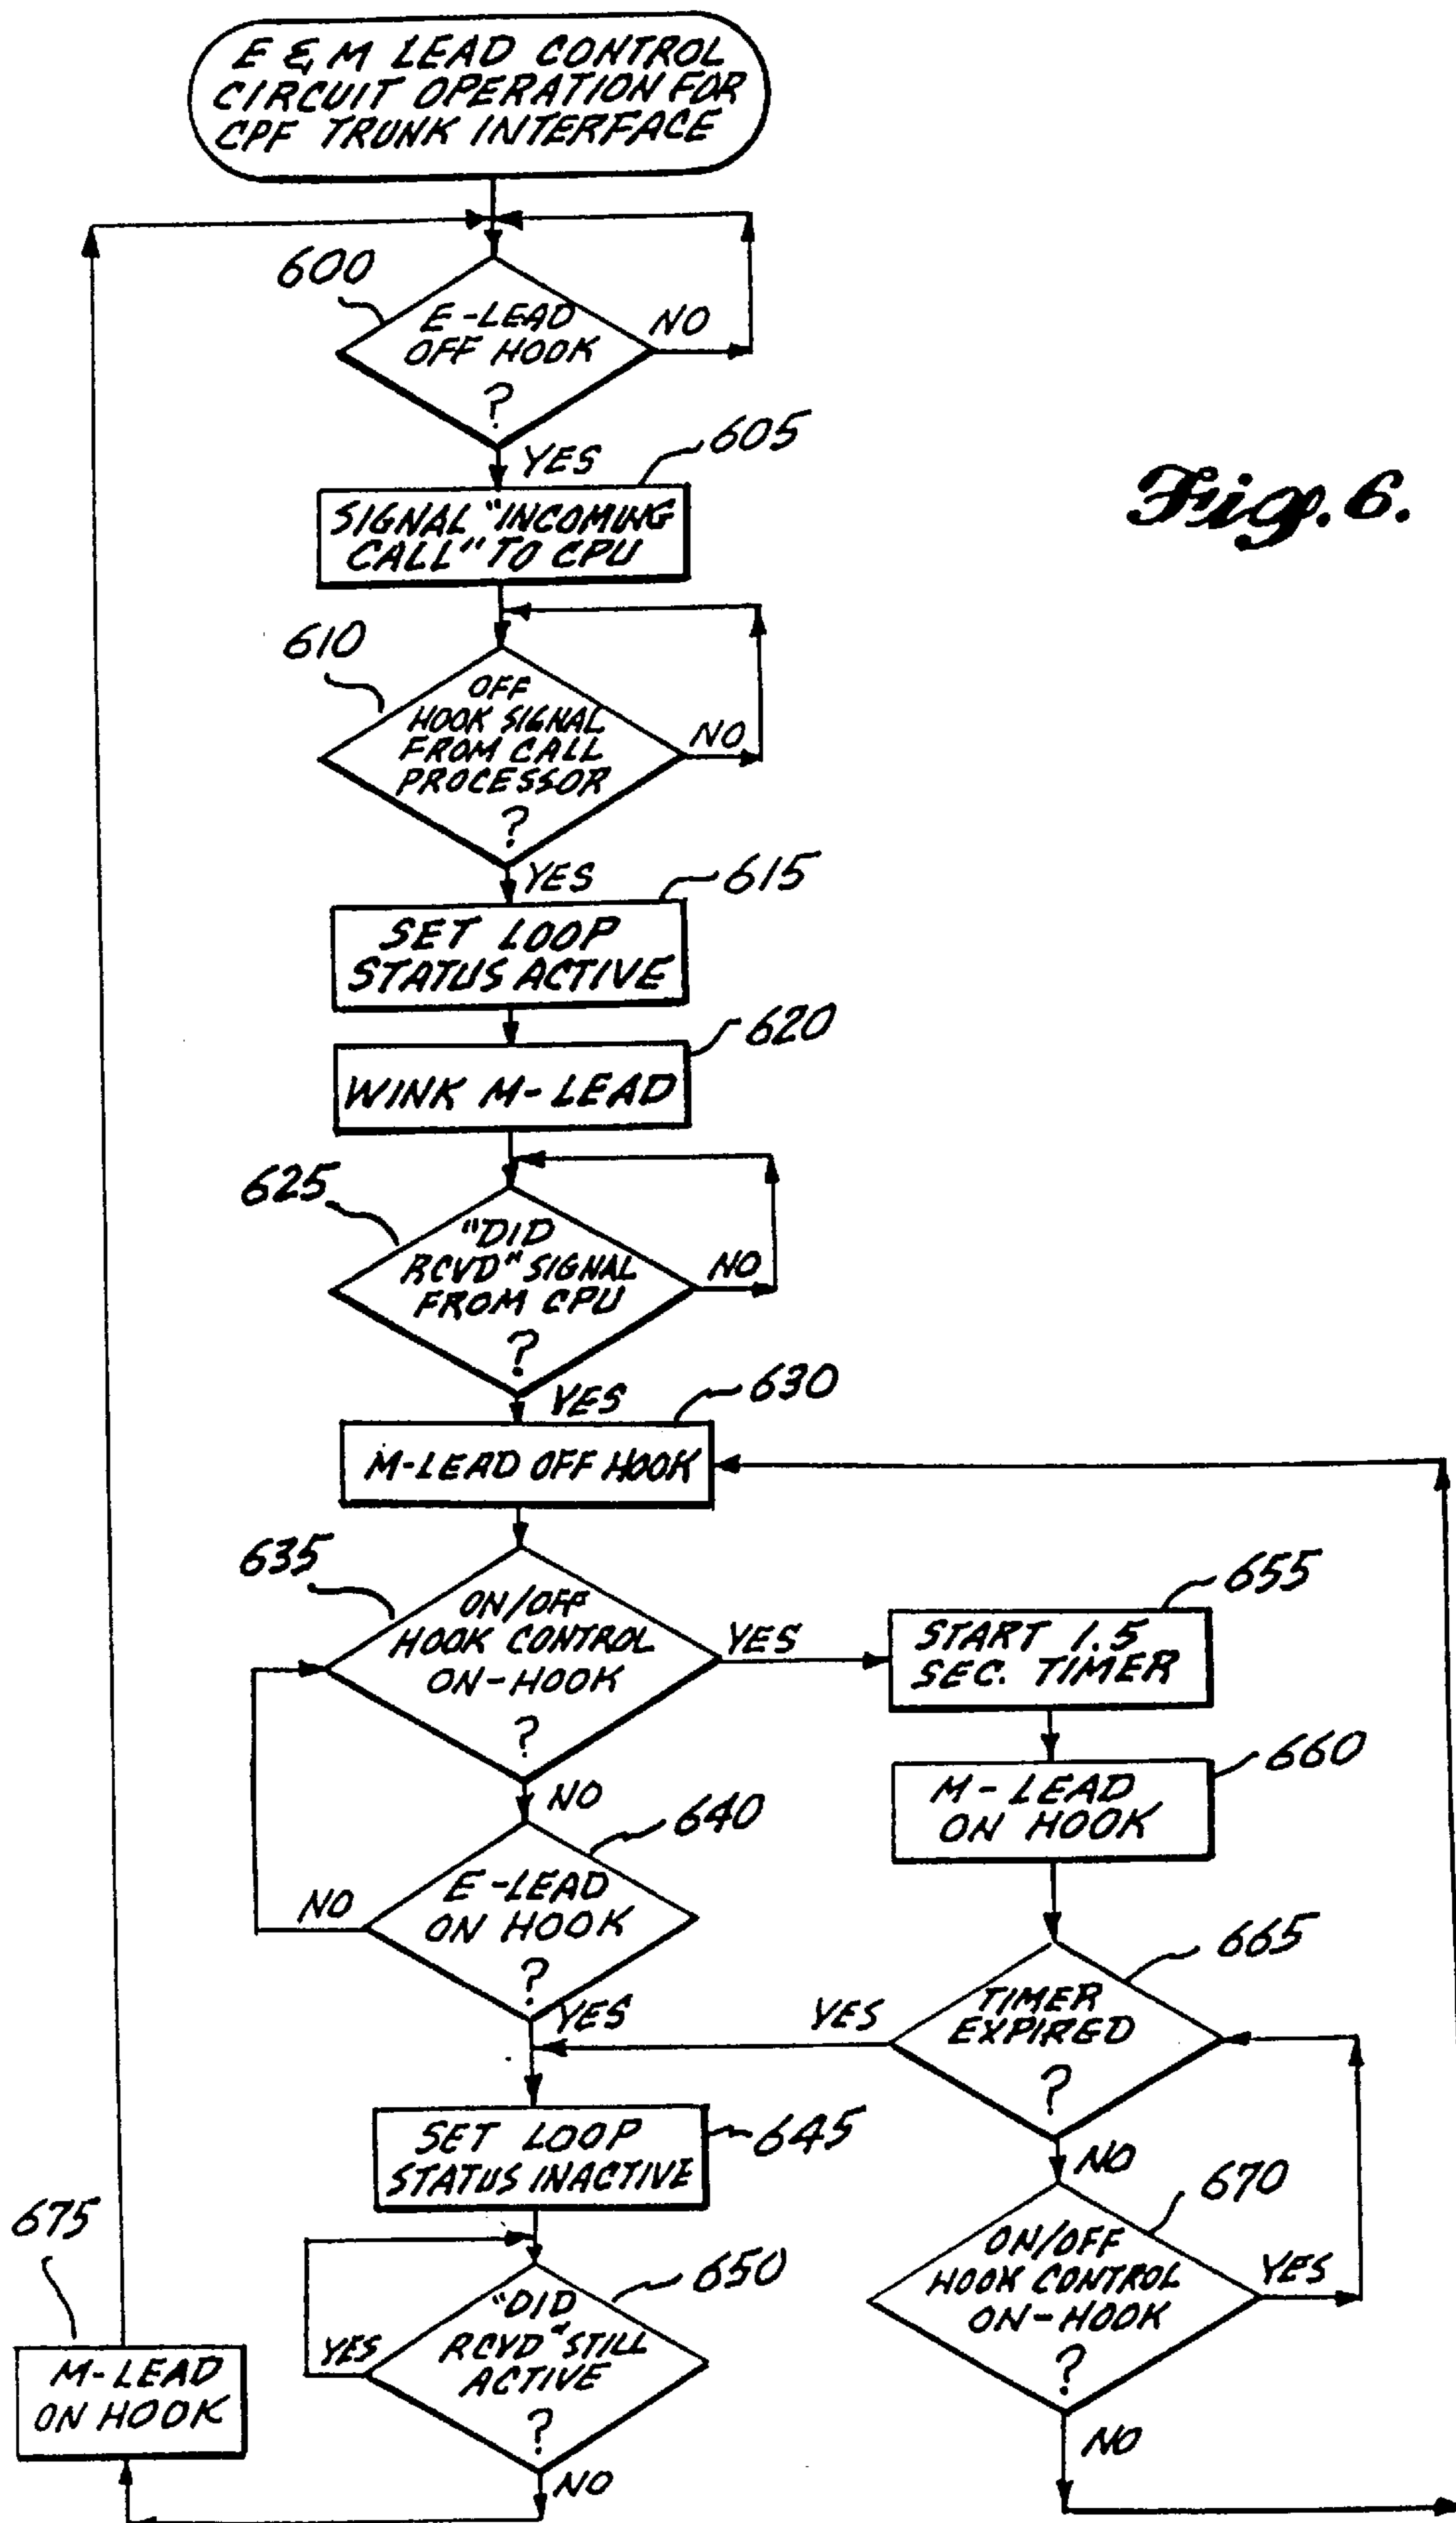 E & M LEAD CONTROL
CIRCUIT OPERATION FOR
CPF TRUNK INTERFACE
600
E-LEAD
OFF HOOK
?
NO
YES
605
SIGNAL "INCOMING
CALL" TO CPU
Fig. 6.
610
OFF
HOOK SIGNAL
FROM CALL
PROCESSOR
?
NO
YES
615
SET LOOP
STATUS ACTIVE
620
WINK M-LEAD
625
"DID
RCVD" SIGNAL
FROM CPU
?
NO
YES
630
M-LEAD OFF HOOK
635
ON/OFF
HOOK CONTROL
ON-HOOK
?
YES
NO
655
START 1.5
SEC. TIMER
660
M-LEAD
ON HOOK
640
E-LEAD
ON HOOK
?
NO
YES
665
TIMER
EXPIRED
?
YES
NO
645
SET LOOP
STATUS INACTIVE
670
ON/OFF
HOOK CONTROL
ON-HOOK
?
YES
NO
650
"DID
RCVD" STILL
ACTIVE
?
YES
NO
675
M-LEAD
ON HOOK